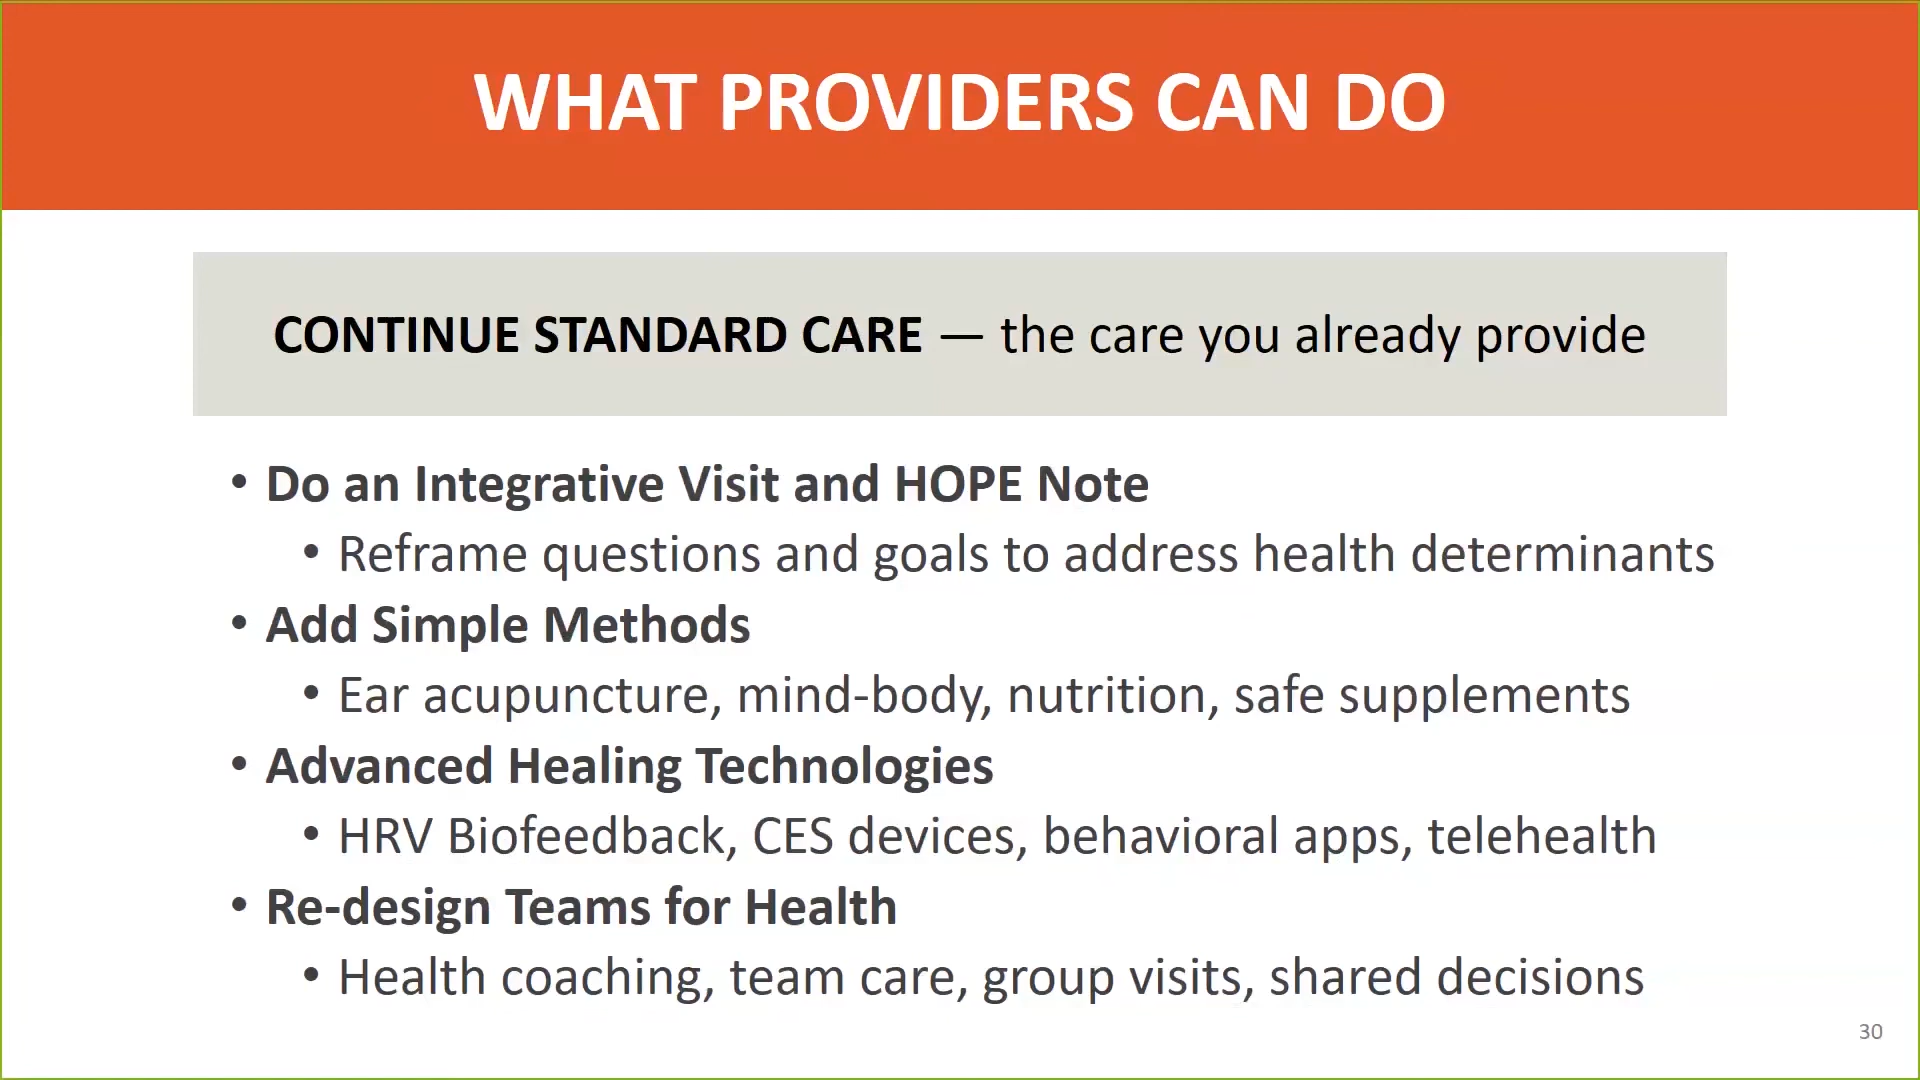 WHAT PROVIDERS CAN DO
CONTINUE STANDARD CARE — the care you already provide
• Do an Integrative Visit and HOPE Note
• Reframe questions and goals to address health determinants
• Add Simple Methods
• Ear acupuncture, mind-body, nutrition, safe supplements
• Advanced Healing Technologies
• HRV Biofeedback, CES devices, behavioral apps, telehealth
• Re-design Teams for Health
• Health coaching, team care, group visits, shared decisions
30